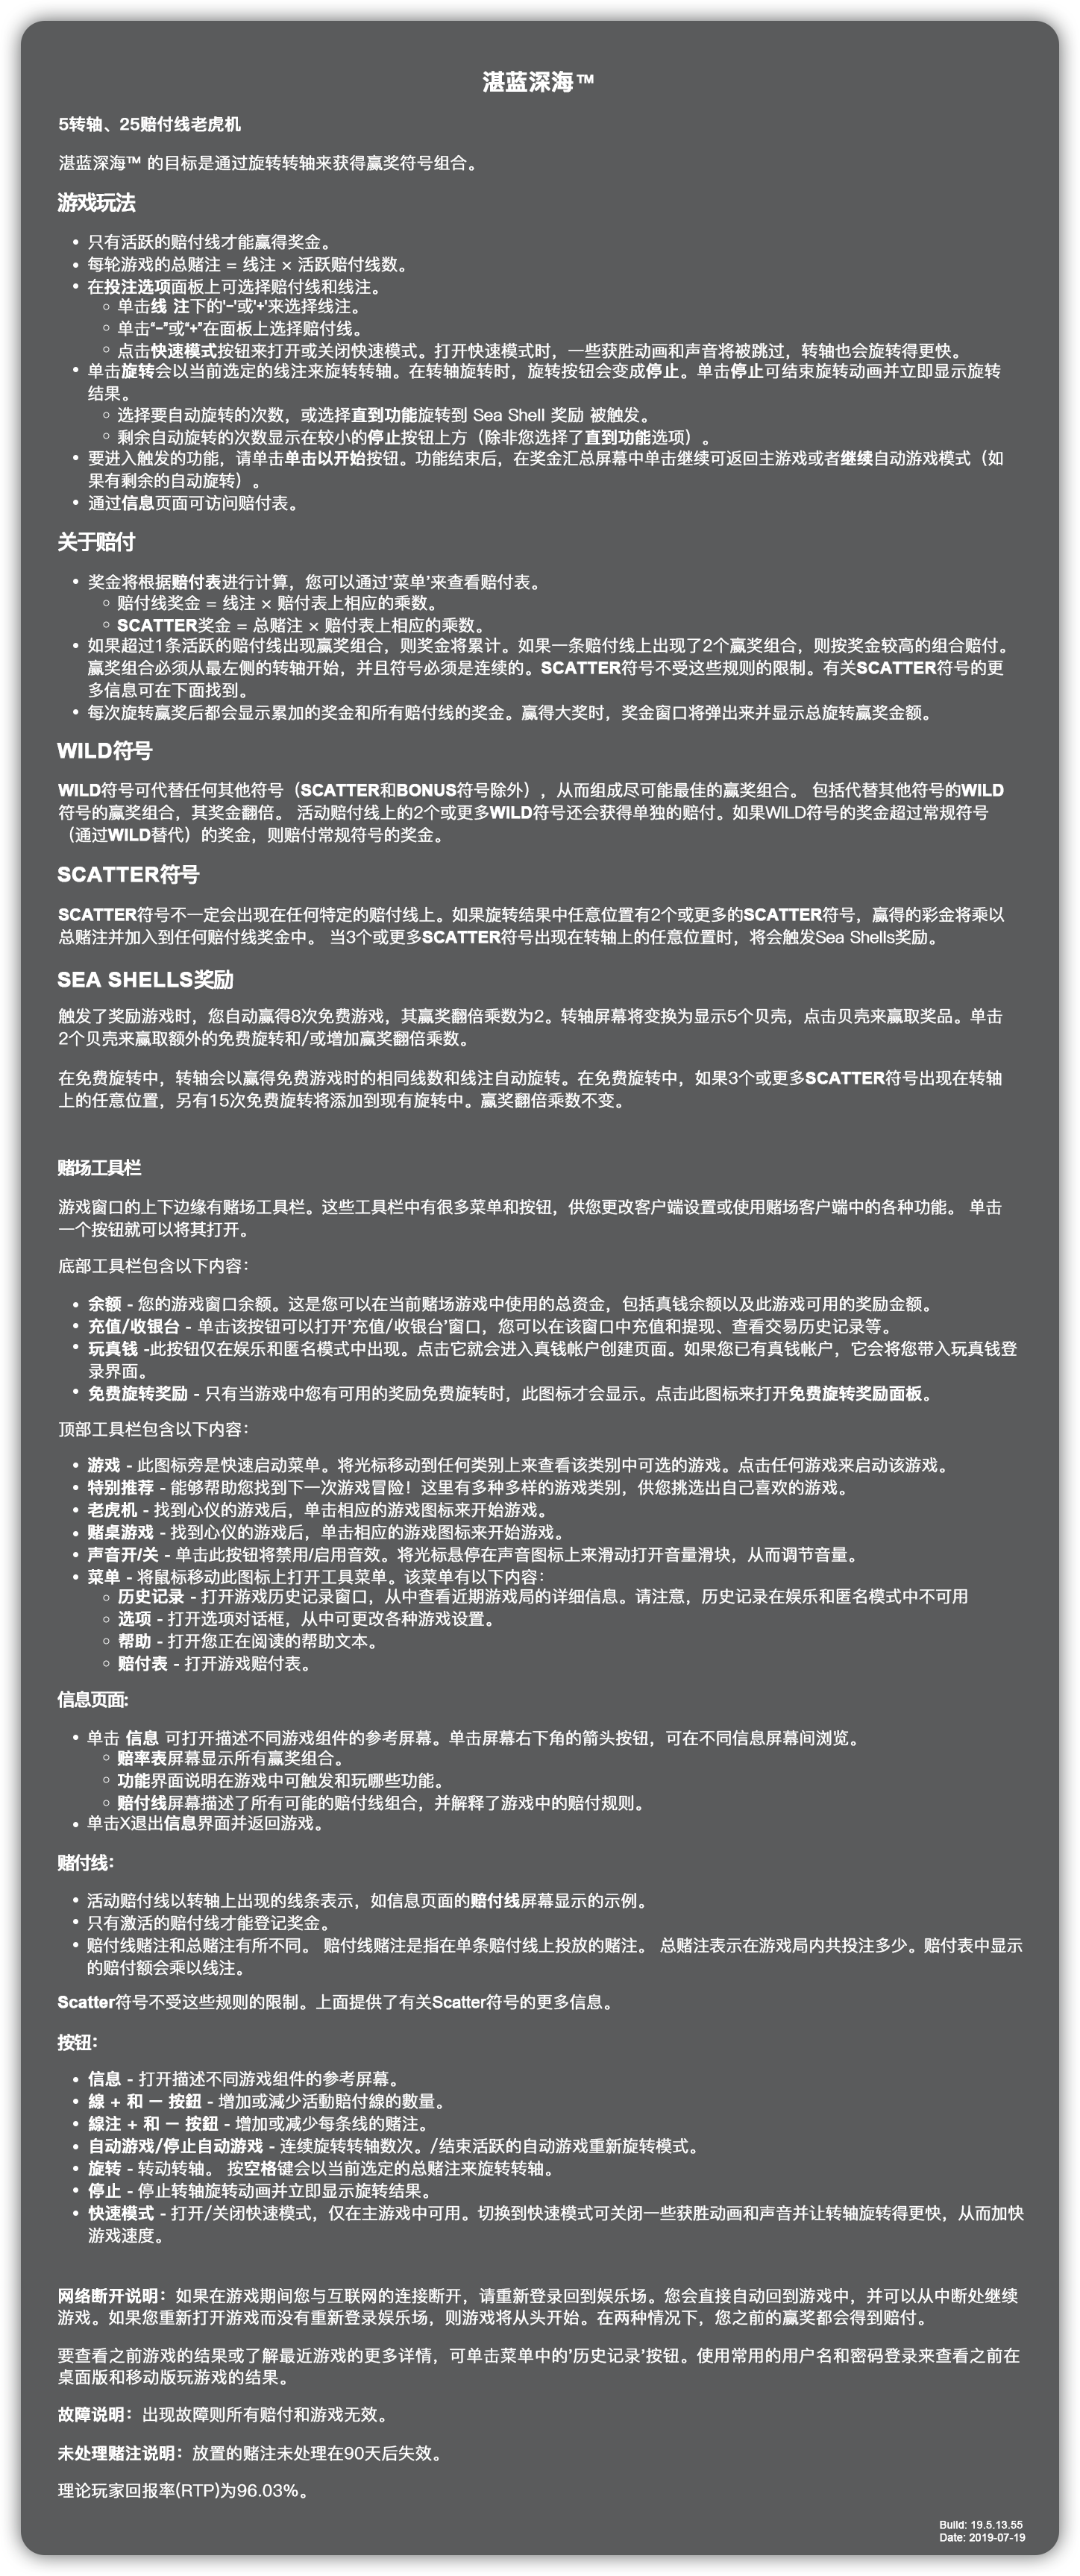 湛蓝深海™
5转轴、25赔付线老虎机
湛蓝深海™ 的目标是通过旋转转轴来获得赢奖符号组合。
游戏玩法
• 只有活跃的赔付线才能赢得奖金。
• 每轮游戏的总赌注 = 线注 × 活跃赔付线数。
• 在投注选项面板上可选择赔付线和线注。
◦ 单击线 注下的'−'或'+'来选择线注。
◦ 单击“−”或“+”在面板上选择赔付线。
◦ 点击快速模式按钮来打开或关闭快速模式。打开快速模式时，一些获胜动画和声音将被跳过，转轴也会旋转得更快。
• 单击旋转会以当前选定的线注来旋转转轴。在转轴旋转时，旋转按钮会变成停止。单击停止可结束旋转动画并立即显示旋转
结果。
◦ 选择要自动旋转的次数，或选择直到功能旋转到 Sea Shell 奖励 被触发。
◦ 剩余自动旋转的次数显示在较小的停止按钮上方（除非您选择了直到功能选项）。
• 要进入触发的功能，请单击单击以开始按钮。功能结束后，在奖金汇总屏幕中单击继续可返回主游戏或者继续自动游戏模式（如
果有剩余的自动旋转）。
• 通过信息页面可访问赔付表。
关于赔付
• 奖金将根据赔付表进行计算，您可以通过'菜单'来查看赔付表。
◦ 赔付线奖金 = 线注 × 赔付表上相应的乘数。
◦ SCATTER奖金 = 总赌注 × 赔付表上相应的乘数。
• 如果超过1条活跃的赔付线出现赢奖组合，则奖金将累计。如果一条赔付线上出现了2个赢奖组合，则按奖金较高的组合赔付。
赢奖组合必须从最左侧的转轴开始，并且符号必须是连续的。SCATTER符号不受这些规则的限制。有关SCATTER符号的更
多信息可在下面找到。
• 每次旋转赢奖后都会显示累加的奖金和所有赔付线的奖金。赢得大奖时，奖金窗口将弹出来并显示总旋转赢奖金额。
WILD符号
WILD符号可代替任何其他符号（SCATTER和BONUS符号除外），从而组成尽可能最佳的赢奖组合。 包括代替其他符号的WILD
符号的赢奖组合，其奖金翻倍。 活动赔付线上的2个或更多WILD符号还会获得单独的赔付。如果WILD符号的奖金超过常规符号
（通过WILD替代）的奖金，则赔付常规符号的奖金。
SCATTER符号
SCATTER符号不一定会出现在任何特定的赔付线上。如果旋转结果中任意位置有2个或更多的SCATTER符号，赢得的彩金将乘以
总赌注并加入到任何赔付线奖金中。 当3个或更多SCATTER符号出现在转轴上的任意位置时，将会触发Sea Shells奖励。
SEA SHELLS奖励
触发了奖励游戏时，您自动赢得8次免费游戏，其赢奖翻倍乘数为2。转轴屏幕将变换为显示5个贝壳，点击贝壳来赢取奖品。单击
2个贝壳来赢取额外的免费旋转和/或增加赢奖翻倍乘数。
在免费旋转中，转轴会以赢得免费游戏时的相同线数和线注自动旋转。在免费旋转中，如果3个或更多SCATTER符号出现在转轴
上的任意位置，另有15次免费旋转将添加到现有旋转中。赢奖翻倍乘数不变。
赌场工具栏
游戏窗口的上下边缘有赌场工具栏。这些工具栏中有很多菜单和按钮，供您更改客户端设置或使用赌场客户端中的各种功能。 单击
一个按钮就可以将其打开。
底部工具栏包含以下内容：
• 余额 - 您的游戏窗口余额。这是您可以在当前赌场游戏中使用的总资金，包括真钱余额以及此游戏可用的奖励金额。
• 充值/收银台 - 单击该按钮可以打开'充值/收银台'窗口，您可以在该窗口中充值和提现、查看交易历史记录等。
• 玩真钱 -此按钮仅在娱乐和匿名模式中出现。点击它就会进入真钱帐户创建页面。如果您已有真钱帐户，它会将您带入玩真钱登
录界面。
• 免费旋转奖励 - 只有当游戏中您有可用的奖励免费旋转时，此图标才会显示。点击此图标来打开免费旋转奖励面板。
顶部工具栏包含以下内容：
• 游戏 - 此图标旁是快速启动菜单。将光标移动到任何类别上来查看该类别中可选的游戏。点击任何游戏来启动该游戏。
• 特别推荐 - 能够帮助您找到下一次游戏冒险！这里有多种多样的游戏类别，供您挑选出自己喜欢的游戏。
• 老虎机 - 找到心仪的游戏后，单击相应的游戏图标来开始游戏。
• 赌桌游戏 - 找到心仪的游戏后，单击相应的游戏图标来开始游戏。
• 声音开/关 - 单击此按钮将禁用/启用音效。将光标悬停在声音图标上来滑动打开音量滑块，从而调节音量。
• 菜单 - 将鼠标移动此图标上打开工具菜单。该菜单有以下内容：
◦ 历史记录 - 打开游戏历史记录窗口，从中查看近期游戏局的详细信息。请注意，历史记录在娱乐和匿名模式中不可用
◦ 选项 - 打开选项对话框，从中可更改各种游戏设置。
◦ 帮助 - 打开您正在阅读的帮助文本。
◦ 赔付表 - 打开游戏赔付表。
信息页面:
• 单击 信息 可打开描述不同游戏组件的参考屏幕。单击屏幕右下角的箭头按钮，可在不同信息屏幕间浏览。
◦ 赔率表屏幕显示所有赢奖组合。
◦ 功能界面说明在游戏中可触发和玩哪些功能。
◦ 赔付线屏幕描述了所有可能的赔付线组合，并解释了游戏中的赔付规则。
• 单击X退出信息界面并返回游戏。
赌付线：
• 活动赔付线以转轴上出现的线条表示，如信息页面的赔付线屏幕显示的示例。
• 只有激活的赔付线才能登记奖金。
• 赔付线赌注和总赌注有所不同。 赔付线赌注是指在单条赔付线上投放的赌注。 总赌注表示在游戏局内共投注多少。赔付表中显示
的赔付额会乘以线注。
Scatter符号不受这些规则的限制。上面提供了有关Scatter符号的更多信息。
按钮：
• 信息 - 打开描述不同游戏组件的参考屏幕。
• 線 + 和 − 按鈕 - 增加或減少活動賠付線的數量。
• 線注 + 和 − 按鈕 - 增加或减少每条线的赌注。
• 自动游戏/停止自动游戏 - 连续旋转转轴数次。/结束活跃的自动游戏重新旋转模式。
• 旋转 - 转动转轴。 按空格键会以当前选定的总赌注来旋转转轴。
• 停止 - 停止转轴旋转动画并立即显示旋转结果。
• 快速模式 - 打开/关闭快速模式，仅在主游戏中可用。切换到快速模式可关闭一些获胜动画和声音并让转轴旋转得更快，从而加快
游戏速度。
网络断开说明：如果在游戏期间您与互联网的连接断开，请重新登录回到娱乐场。您会直接自动回到游戏中，并可以从中断处继续
游戏。如果您重新打开游戏而没有重新登录娱乐场，则游戏将从头开始。在两种情况下，您之前的赢奖都会得到赔付。
要查看之前游戏的结果或了解最近游戏的更多详情，可单击菜单中的'历史记录'按钮。使用常用的用户名和密码登录来查看之前在
桌面版和移动版玩游戏的结果。
故障说明：出现故障则所有赔付和游戏无效。
未处理赌注说明：放置的赌注未处理在90天后失效。
理论玩家回报率(RTP)为96.03%。
Build: 19.5.13.55
Date: 2019-07-19